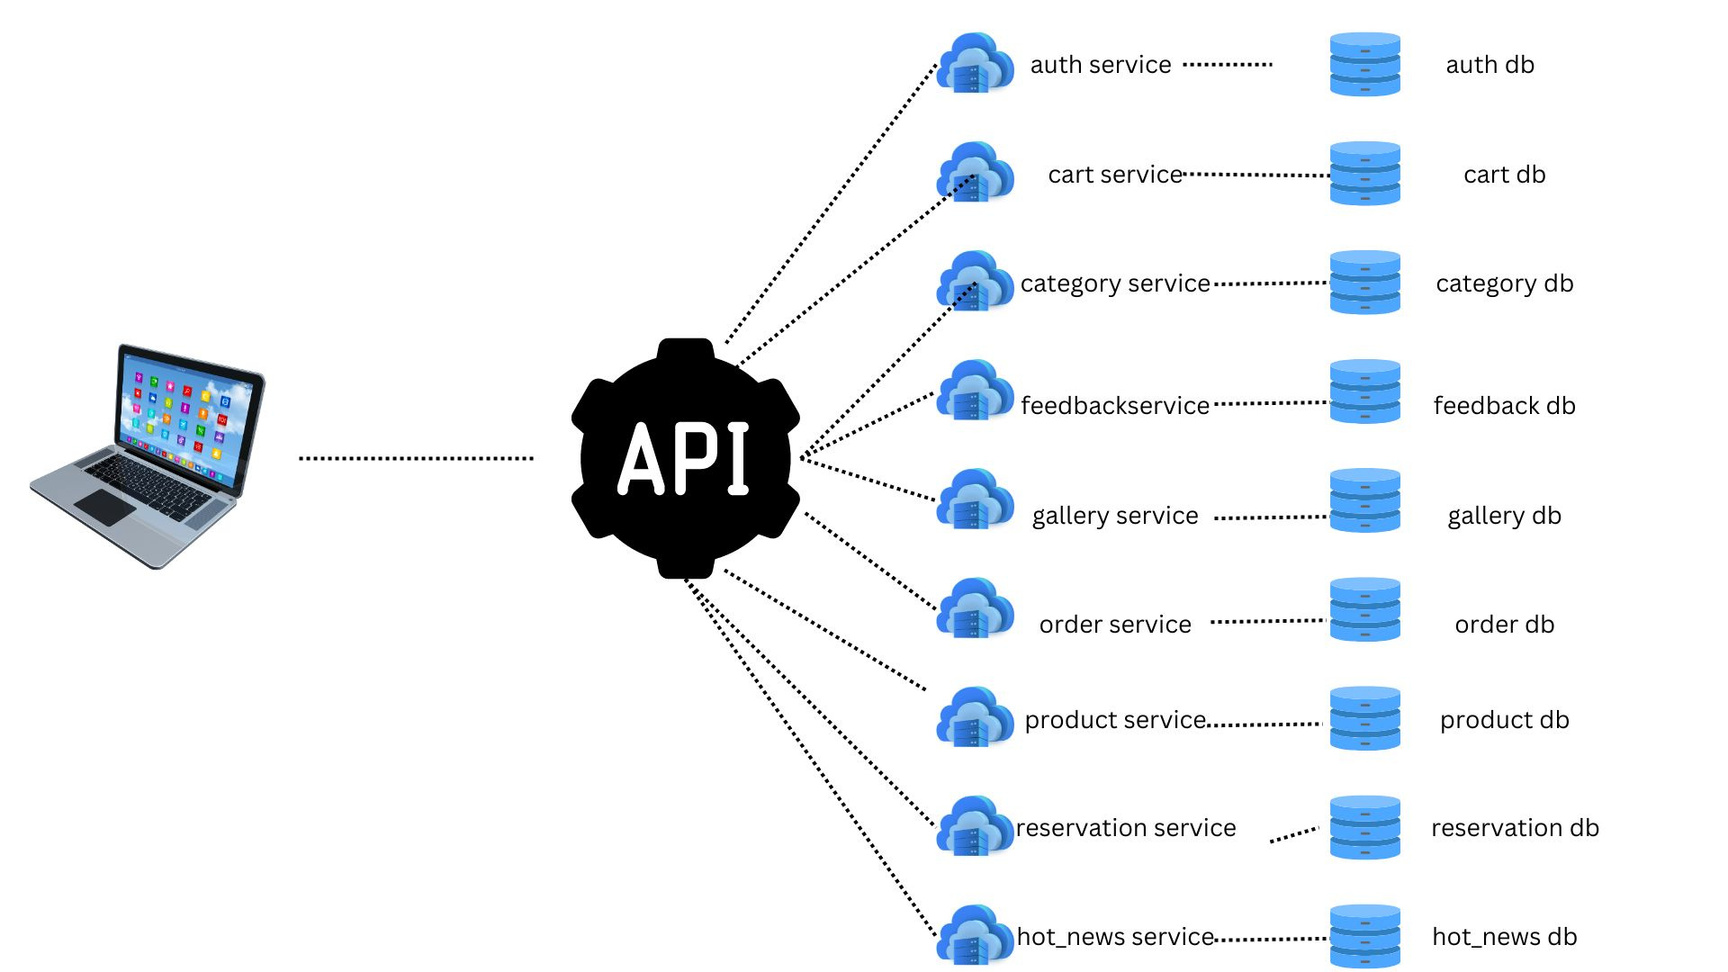 auth service
auth db
cart service
cart db
category service
category db
feedbackservice
feedback db
API
gallery service
gallery db
order service
order db
product service
product db
reservation service
reservation db
hot_news service
hot_news db